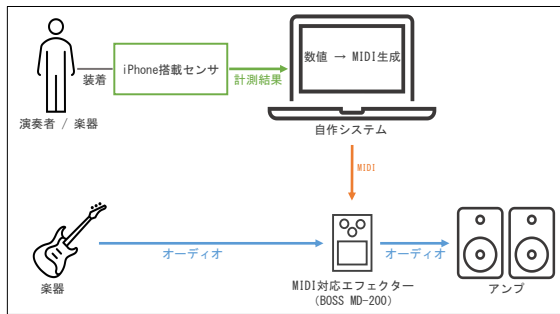 iPhone搭載センサ
数値 → MIDI生成
装着
計測結果
演奏者 / 楽器
自作システム
MIDI
オーディオ
オーディオ
楽器
MIDI対応エフェクター
(BOSS MD-200)
アンプ